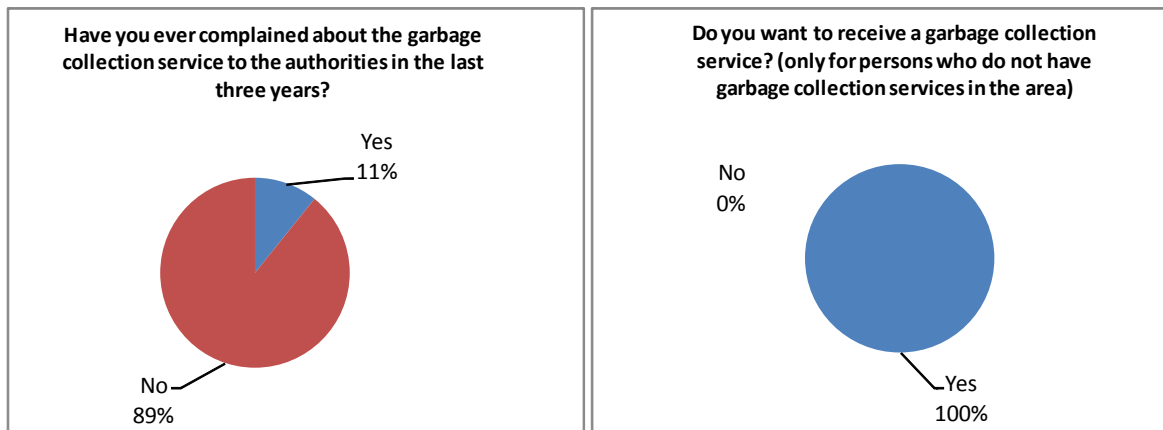 Have you ever complained about the garbage
collection service to the authorities in the last
three years?
Yes
11%
No
89%
Do you want to receive a garbage collection
service? (only for persons who do not have
garbage collection services in the area)
No
0%
Yes
100%